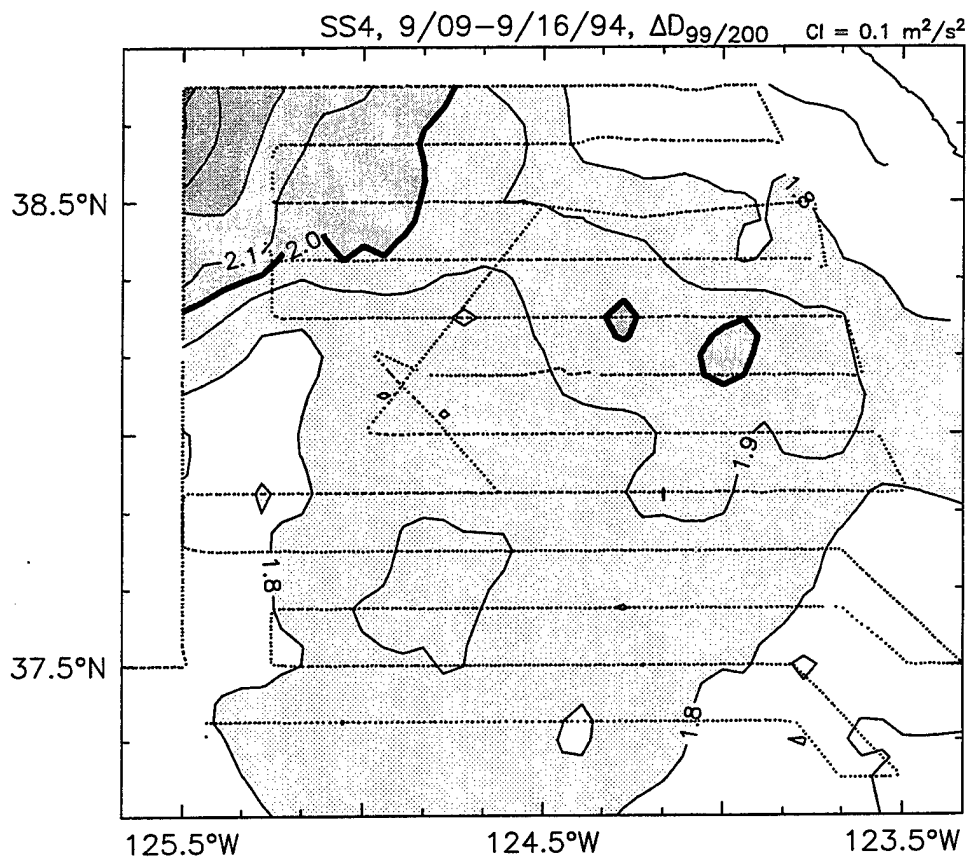 SS4, 9/09–9/16/94, ΔD99/200 CI = 0.1 m²/s²
1.8
38.5°N
2.1
2.0
1.9
1.8
37.5°N
1.8
125.5°W
124.5°W
123.5°W